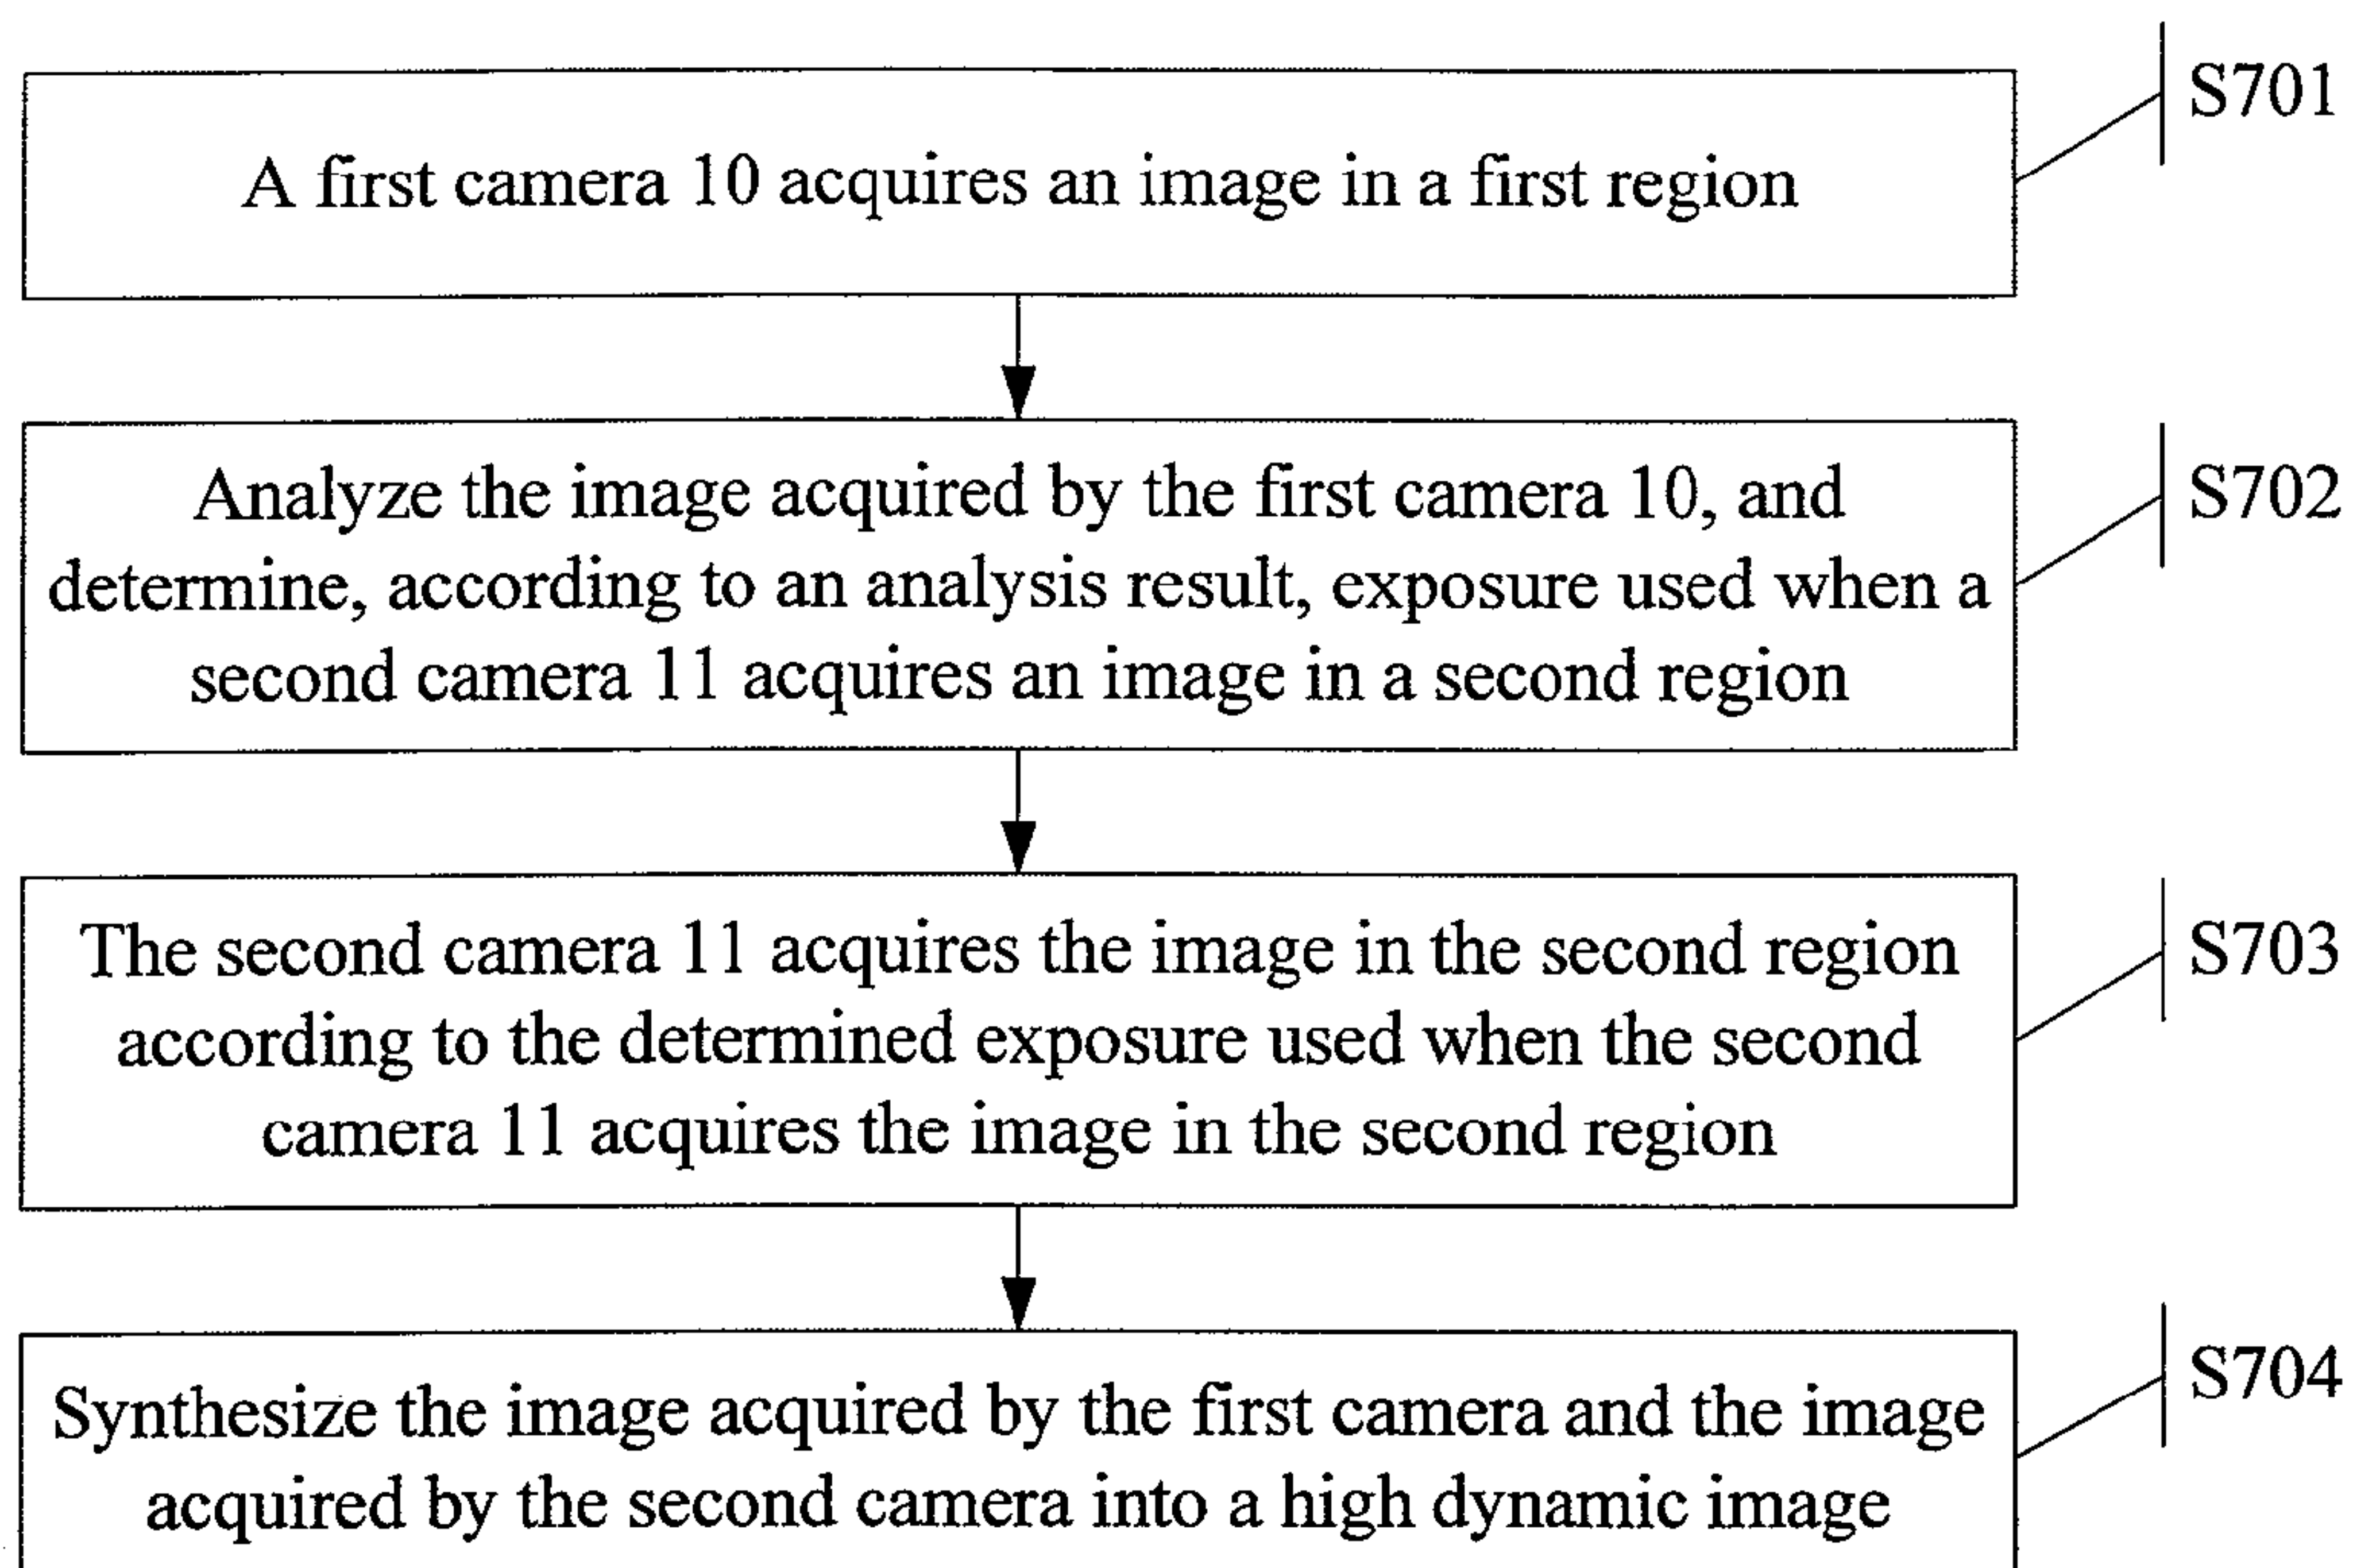 S701
A first camera 10 acquires an image in a first region
S702
Analyze the image acquired by the first camera 10, and
determine, according to an analysis result, exposure used when a
second camera 11 acquires an image in a second region
S703
The second camera 11 acquires the image in the second region
according to the determined exposure used when the second
camera 11 acquires the image in the second region
S704
Synthesize the image acquired by the first camera and the image
acquired by the second camera into a high dynamic image